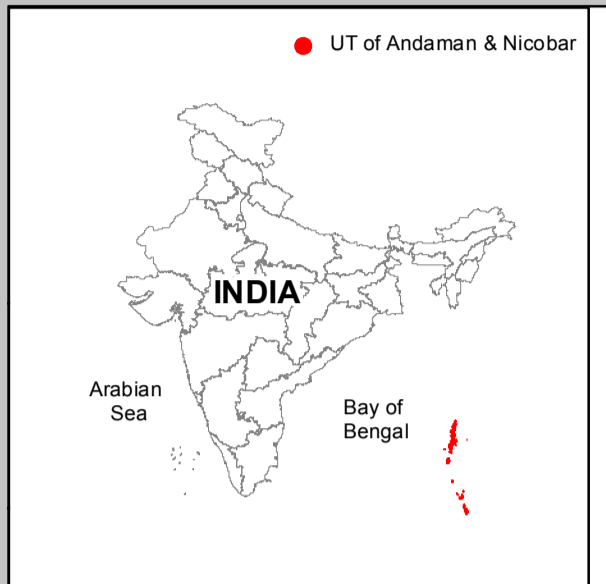 UT of Andaman & Nicobar
INDIA
Arabian
Sea
Bay of
Bengal